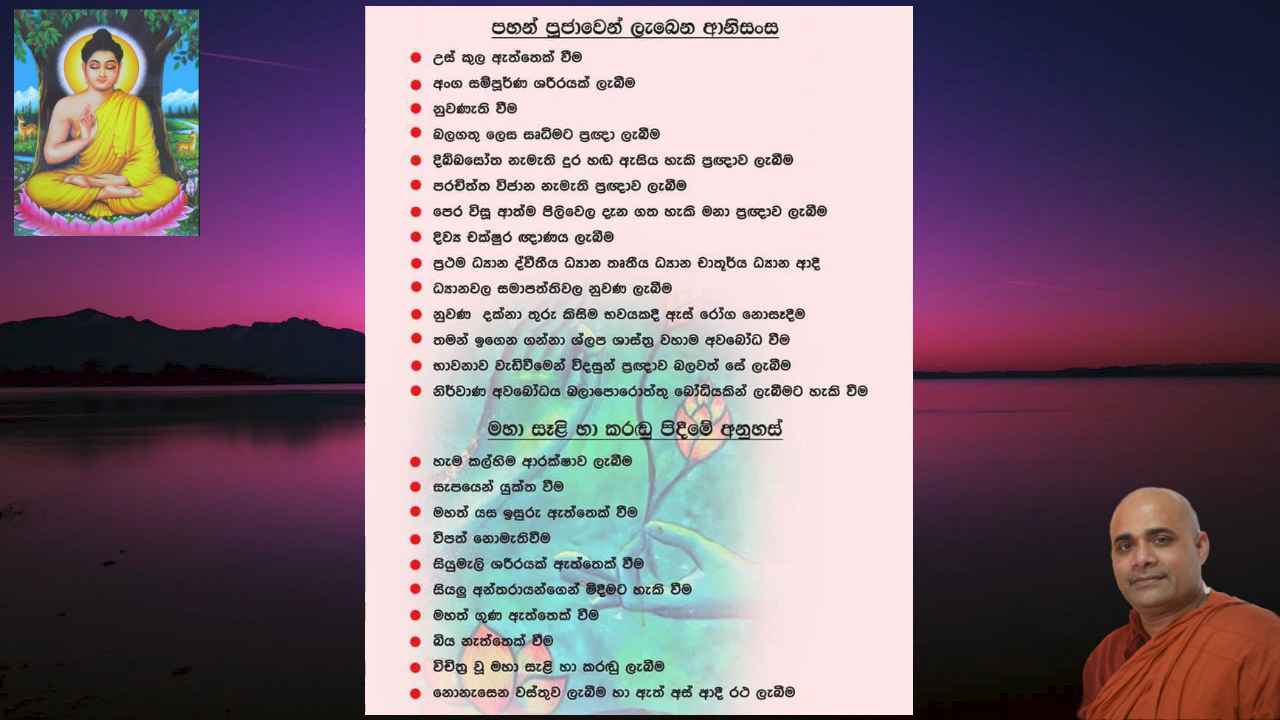 පහන් පූජාවෙන් ලැබෙන ආනිසංස
උස් කුල ඇත්තෙක් වීම
අංග සම්පූර්ණ ශරීරයක් ලැබීම
නුවණැති වීම
බලගතු ලෙස ඍධිමට ප්‍රඥා ලැබීම
දිබ්බසෝත නැමැති දුර හඬ ඇසිය හැකි ප්‍රඥාව ලැබීම
පරචිත්ත විජාන නැමැති ප්‍රඥාව ලැබීම
පෙර විසූ ආත්ම පිලිවෙල දැන ගත හැකි මනා ප්‍රඥාව ලැබීම
දිව්‍ය චක්ෂුර ඥාණය ලැබීම
ප්‍රථම ධ්‍යාන ද්වීතීය ධ්‍යාන තෘතීය ධ්‍යාන චාතූර්ය ධ්‍යාන ආදී
ධ්‍යානවල සමාපත්තිවල නුවණ ලැබීම
නුවණ දක්නා තුරු කිසිම භවයකදී ඇස් රෝග නොසෑදීම
තමන් ඉගෙන ගන්නා ශ්ලප ශාස්ත්‍ර වහාම අවබෝධ වීම
භාවනාව වැඩිවීමෙන් විදසුන් ප්‍රඥාව බලවත් සේ ලැබීම
නිර්වාණ අවබෝධය බලාපොරොත්තු බෝධියකින් ලැබීමට හැකි වීම
මහා සෑළි හා කරඬු පිදීමේ අනුහස්
හැම කල්හිම ආරක්ෂාව ලැබීම
සැපයෙන් යුක්ත වීම
මහත් යස ඉසුරු ඇත්තෙක් වීම
විපත් නොමැතිවීම
සියුමැලි ශරීරයක් ඇත්තෙක් වීම
සියලු අන්තරායන්ගෙන් මිදීමට හැකි වීම
මහත් ගුණ ඇත්තෙක් වීම
බිය නැත්තෙක් වීම
විචිත්‍ර වූ මහා සැළි හා කරඬු ලැබීම
නොනැසෙන වස්තුව ලැබීම හා ඇත් අස් ආදී රථ ලැබීම